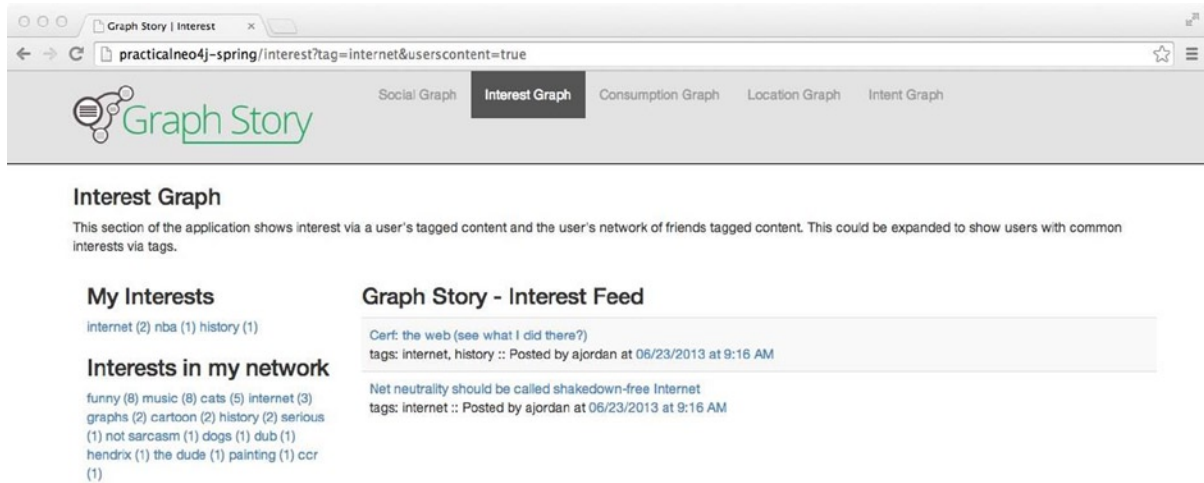 Graph Story | Interest
practicalneo4j-spring/interest?tag=internet&userscontent=true
Graph Story
Social Graph
Interest Graph
Consumption Graph
Location Graph
Intent Graph
Interest Graph
This section of the application shows interest via a user's tagged content and the user's network of friends tagged content. This could be expanded to show users with common
interests via tags.
My Interests
internet (2) nba (1) history (1)
Interests in my network
funny (8) music (8) cats (5) internet (3)
graphs (2) cartoon (2) history (2) serious
(1) not sarcasm (1) dogs (1) dub (1)
hendrix (1) the dude (1) painting (1) ccr
(1)
Graph Story - Interest Feed
Cerf: the web (see what I did there?)
tags: internet, history :: Posted by ajordan at 06/23/2013 at 9:16 AM
Net neutrality should be called shakedown-free Internet
tags: internet :: Posted by ajordan at 06/23/2013 at 9:16 AM